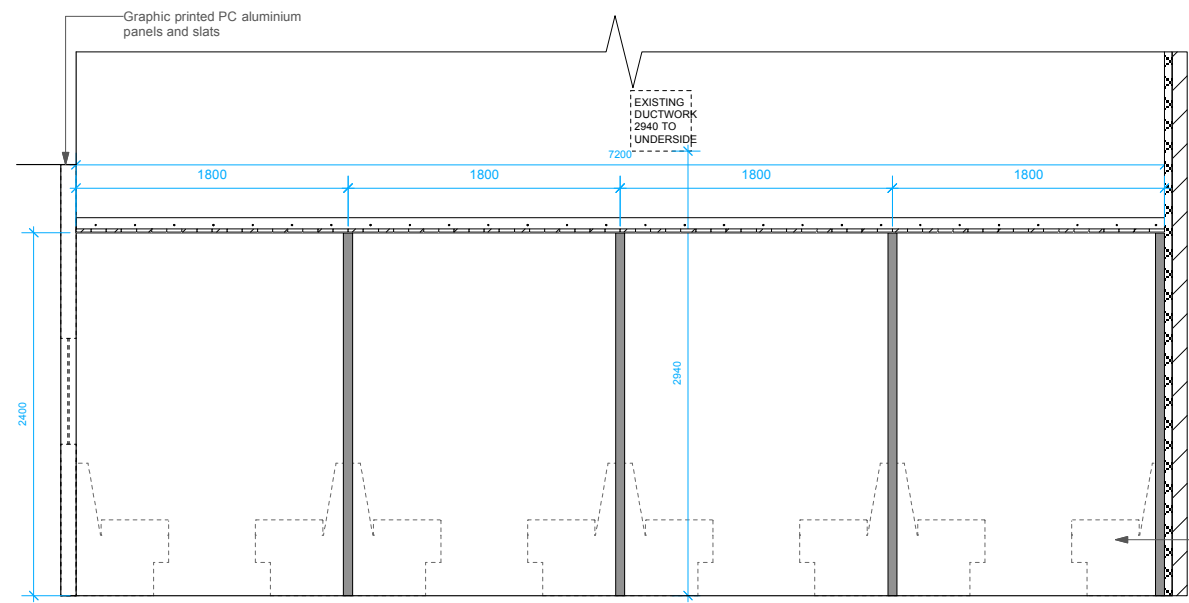 Graphic printed PC aluminium
panels and slats
EXISTING
DUCTWORK
2940 TO
UNDERSIDE
7200
1800
1800
1800
1800
2940
2400